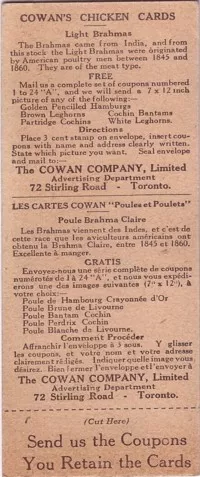 COWAN'S CHICKEN CARDS
Light Brahmas
The Brahmas came from India, and from
this stock the Light Brahmas were originated
by American poultry men between 1845 and
1860. They are of the meat type.
FREE
Mail us a complete set of coupons numbered
1 to 24 "A", and we will send a 7 x 12 inch
picture of any of the following:—
Golden Pencilled Hamburgs
Brown Leghorns Cochin Bantams
Partridge Cochins White Leghorns.
Directions
Place 3 cent stamp on envelope, insert cou-
pons with name and address clearly written.
State which picture you want. Seal envelope
and mail to:—
The COWAN COMPANY, Limited
Advertising Department
72 Stirling Road - Toronto.
LES CARTES COWAN "Poules et Poulets"
Poule Brahma Claire
Les Brahmas viennent des Indes, et c'est de
cette race que les aviculteurs américains ont
obtenu la Brahma Claire, entre 1845 et 1860.
Excellente à manger.
GRATIS
Envoyez-nous une série complète de coupons
numérotés de 1 à 24 "A", et nous vous expédi-
erons une des images suivantes (7" x 12"), à
votre choix:—
Poule de Hambourg Crayonnée d'Or
Poule Brune de Livourne
Poule Bantam Cochin
Poule Perdrix Cochin
Poule Blanche de Livourne.
Comment Procéder
Affranchir l'enveloppe à 3 sous. Y glisser
les coupons, et votre nom et votre adresse
clairement rédigés. Indiquer quelle image vous
désirez. Bien fermer l'enveloppe et l'envoyer à
The COWAN COMPANY, Limited
Advertising Department
72 Stirling Road - Toronto.
(Cut Here)
Send us the Coupons
You Retain the Cards